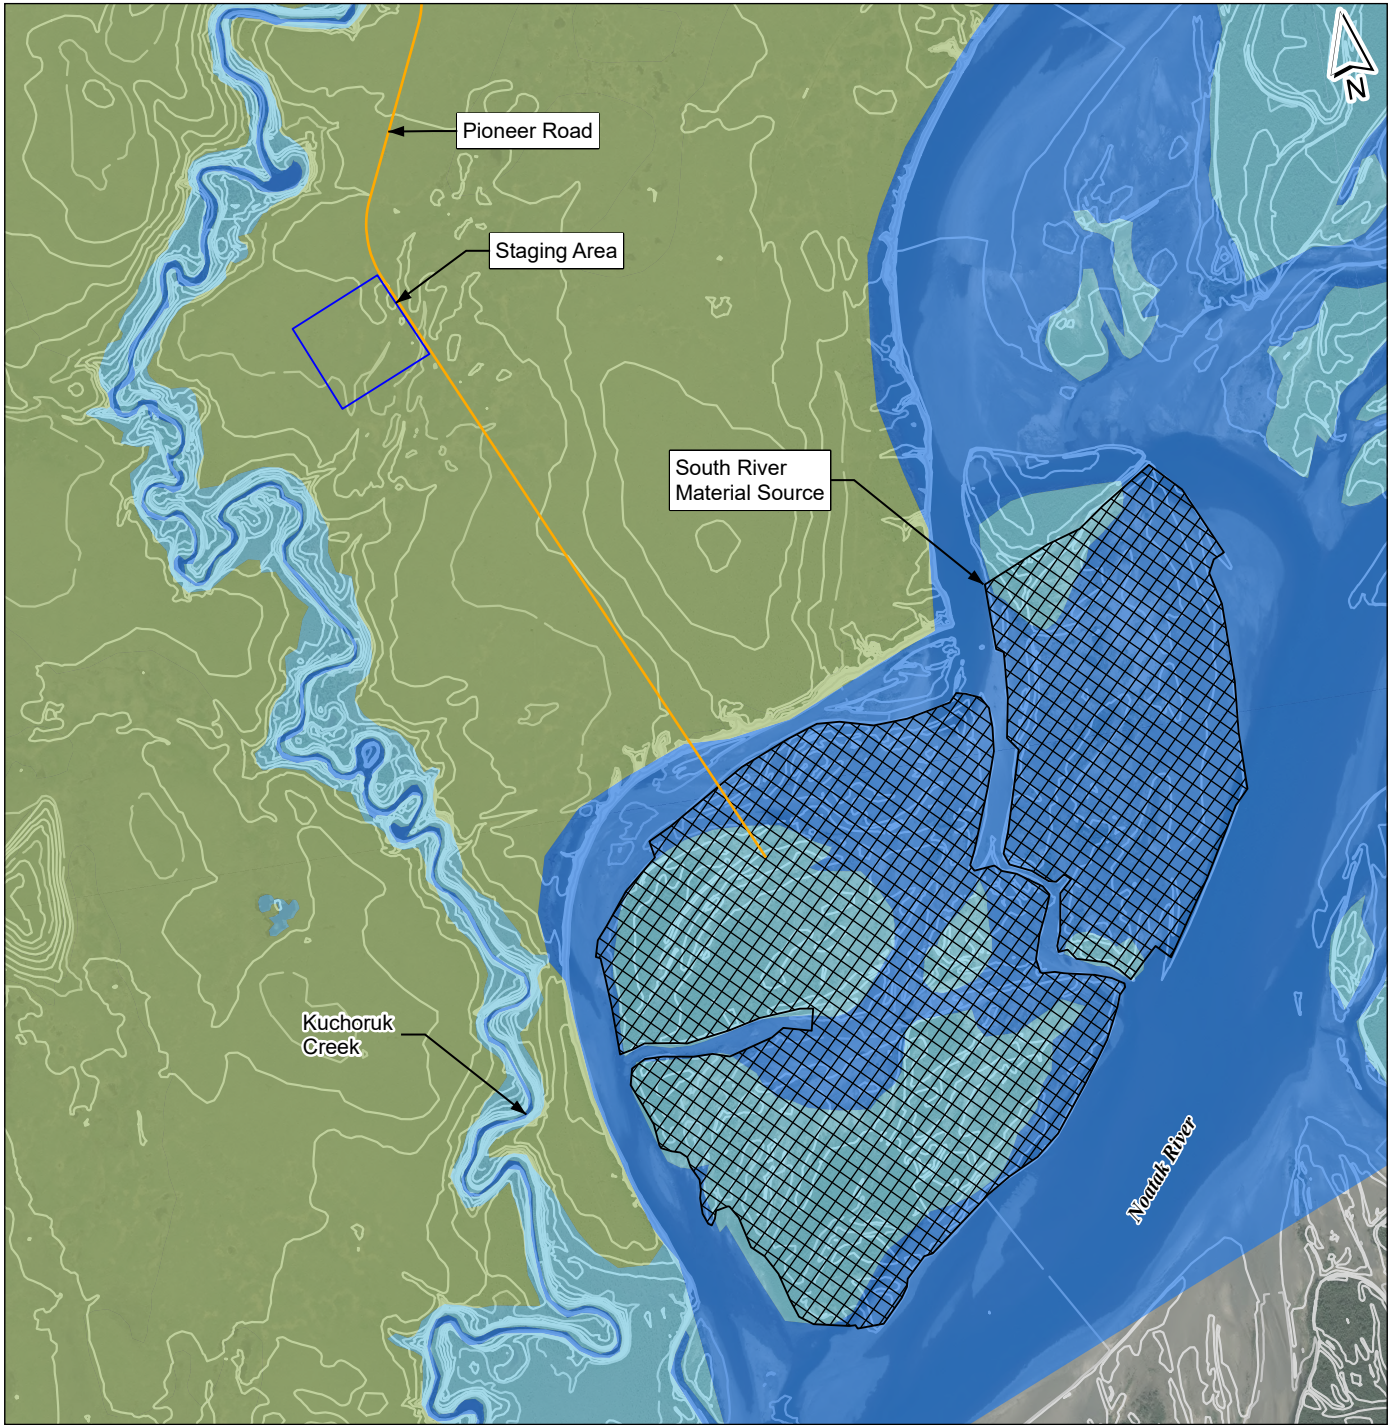 N
Pioneer Road
Staging Area
South River
Material Source
Kuchoruk
Creek
Noatak River